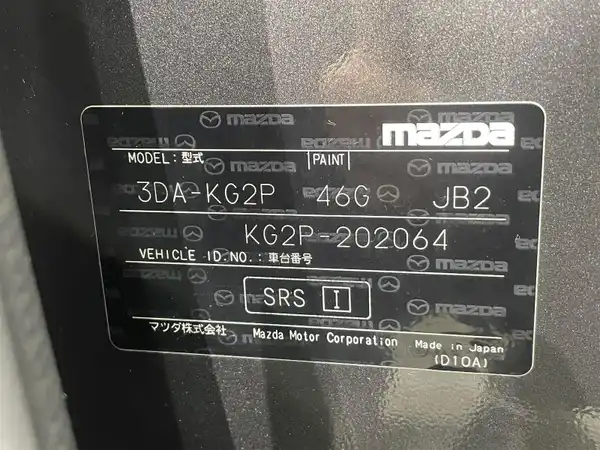 mazda
MODEL:型式 PAINT
3DA-KG2P 46G JB2
KG2P-202064
VEHICLE ID.NO.:車台番号
SRS I
マツダ株式会社 Mazda Motor Corporation Made in Japan
(D10A)